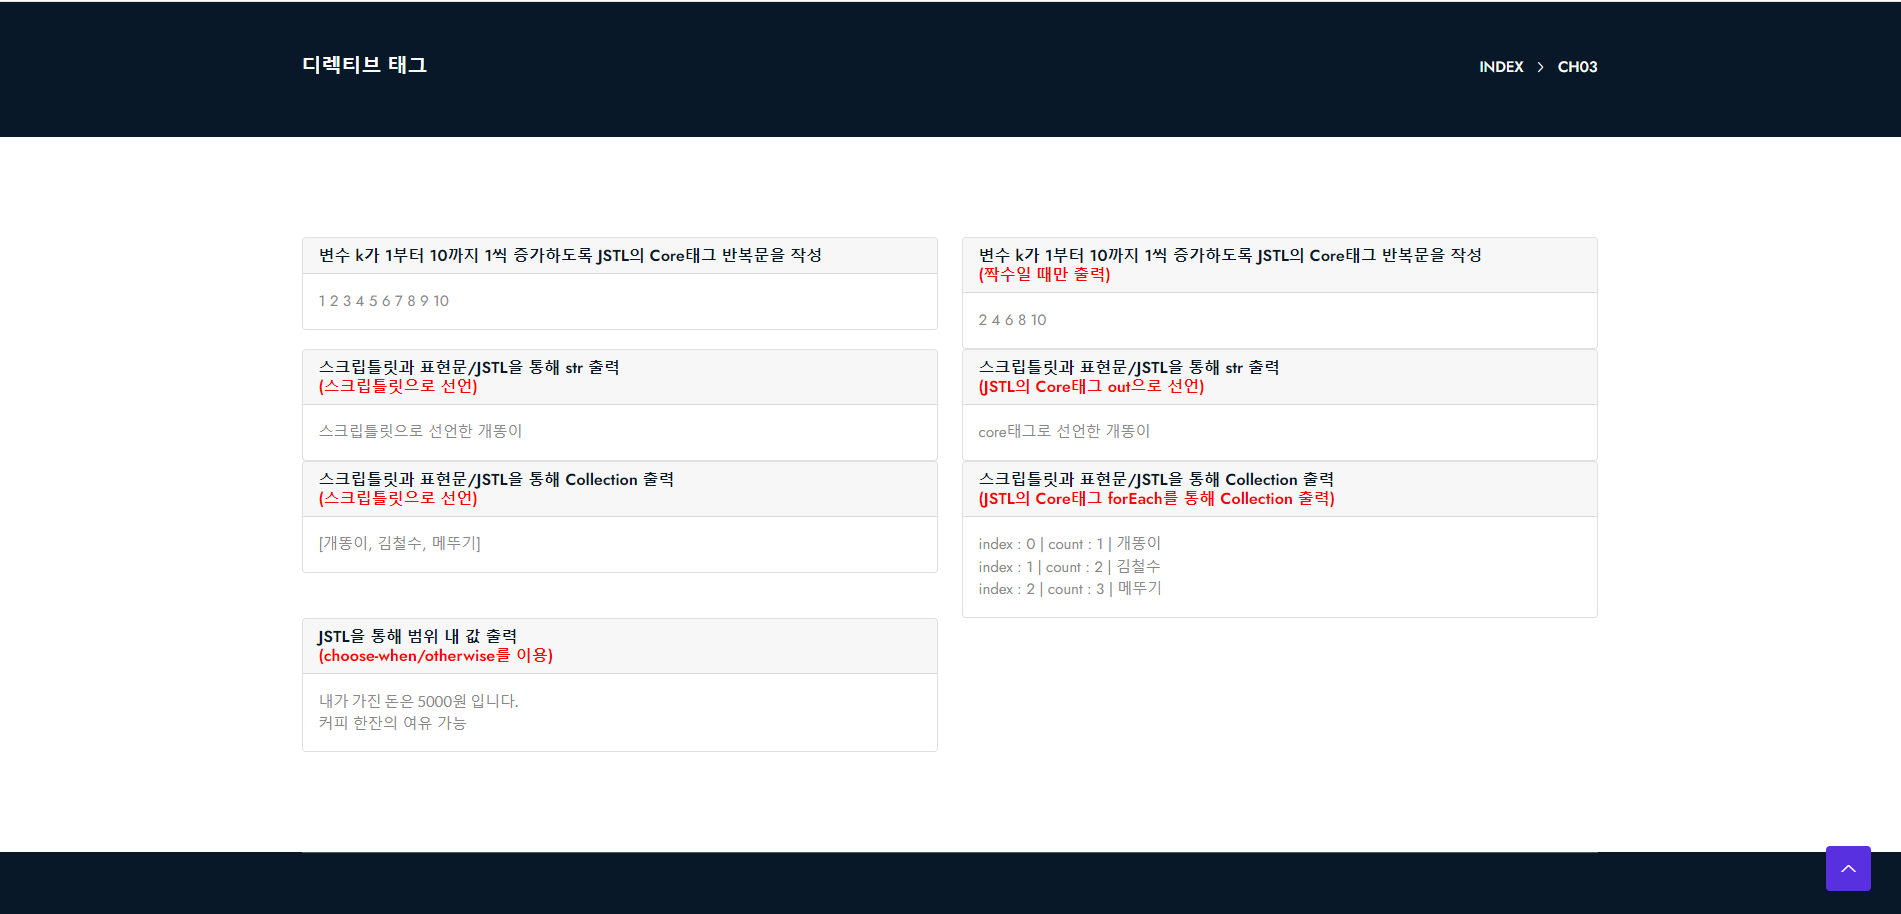 디렉티브 태그
INDEX > CH03
변수 k가 1부터 10까지 1씩 증가하도록 JSTL의 Core태그 반복문을 작성
1 2 3 4 5 6 7 8 9 10
변수 k가 1부터 10까지 1씩 증가하도록 JSTL의 Core태그 반복문을 작성
(짝수일 때만 출력)
2 4 6 8 10
스크립틀릿과 표현문/JSTL을 통해 str 출력
(스크립틀릿으로 선언)
스크립틀릿으로 선언한 개똥이
스크립틀릿과 표현문/JSTL을 통해 str 출력
(JSTL의 Core태그 out으로 선언)
core태그로 선언한 개똥이
스크립틀릿과 표현문/JSTL을 통해 Collection 출력
(스크립틀릿으로 선언)
[개똥이, 김철수, 메뚜기]
스크립틀릿과 표현문/JSTL을 통해 Collection 출력
(JSTL의 Core태그 forEach를 통해 Collection 출력)
index : 0 | count : 1 | 개똥이
index : 1 | count : 2 | 김철수
index : 2 | count : 3 | 메뚜기
JSTL을 통해 범위 내 값 출력
(choose-when/otherwise를 이용)
내가 가진 돈은 5000원 입니다.
커피 한잔의 여유 가능